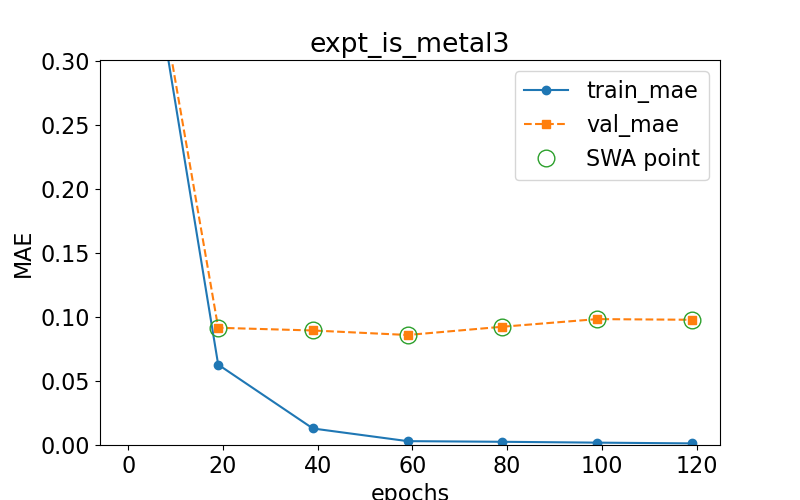 expt_is_metal3
MAE
0.30
0.25
0.20
0.15
0.10
0.05
0.00
train_mae
val_mae
SWA point
0 20 40 60 80 100 120
epochs